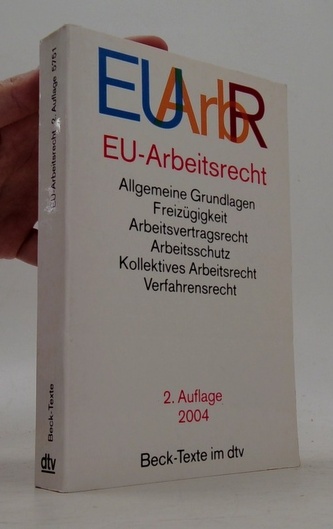 EUArbR
EU-Arbeitsrecht
Allgemeine Grundlagen
Freizügigkeit
Arbeitsvertragsrecht
Arbeitsschutz
Kollektives Arbeitsrecht
Verfahrensrecht
2. Auflage
2004
Beck-Texte im dtv
EU-Arbeitsrecht 2. Auflage 5751
Beck-Texte
dtv